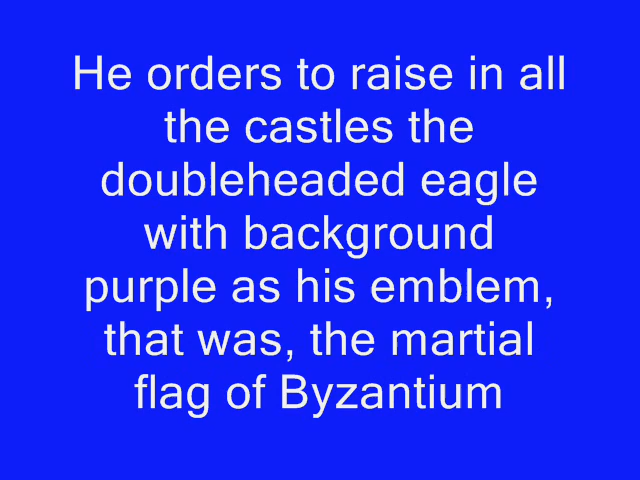 He orders to raise in all
the castles the
doubleheaded eagle
with background
purple as his emblem,
that was, the martial
flag of Byzantium